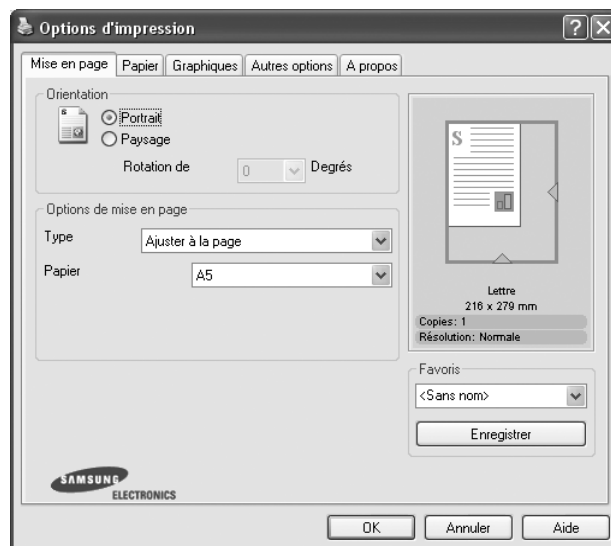 Options d'impression
Mise en page
Papier
Graphiques
Autres options
A propos
Orientation
Portrait
Paysage
Rotation de 0 Degrés
Options de mise en page
Type Ajuster à la page
Papier A5
S
S
Lettre
216 x 279 mm
Copies: 1
Résolution: Normale
Favoris
<Sans nom>
Enregistrer
SAMSUNG
ELECTRONICS
OK
Annuler
Aide